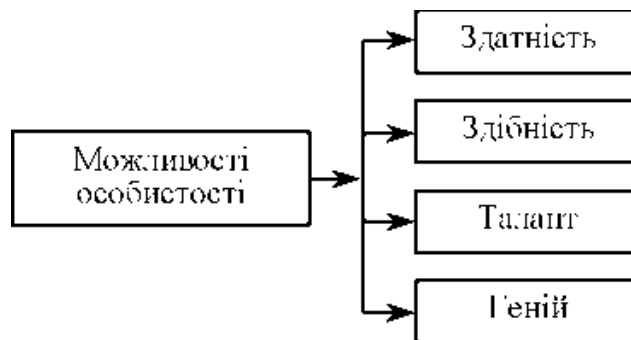 Можливості
особистості
Здатність
Здібність
Талант
Геній